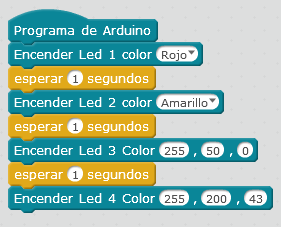 Programa de Arduino
Encender Led 1 color Rojo
esperar 1 segundos
Encender Led 2 color Amarillo
esperar 1 segundos
Encender Led 3 Color 255 , 50 , 0
esperar 1 segundos
Encender Led 4 Color 255 , 200 , 43